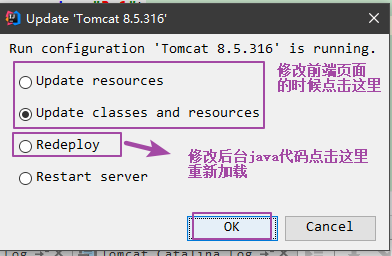 Update 'Tomcat 8.5.316'
Run configuration 'Tomcat 8.5.316' is running.
Update resources
Update classes and resources
修改前端页面
的时候点击这里
Redeploy
修改后台java代码点击这里
重新加载
Restart server
OK
Cancel